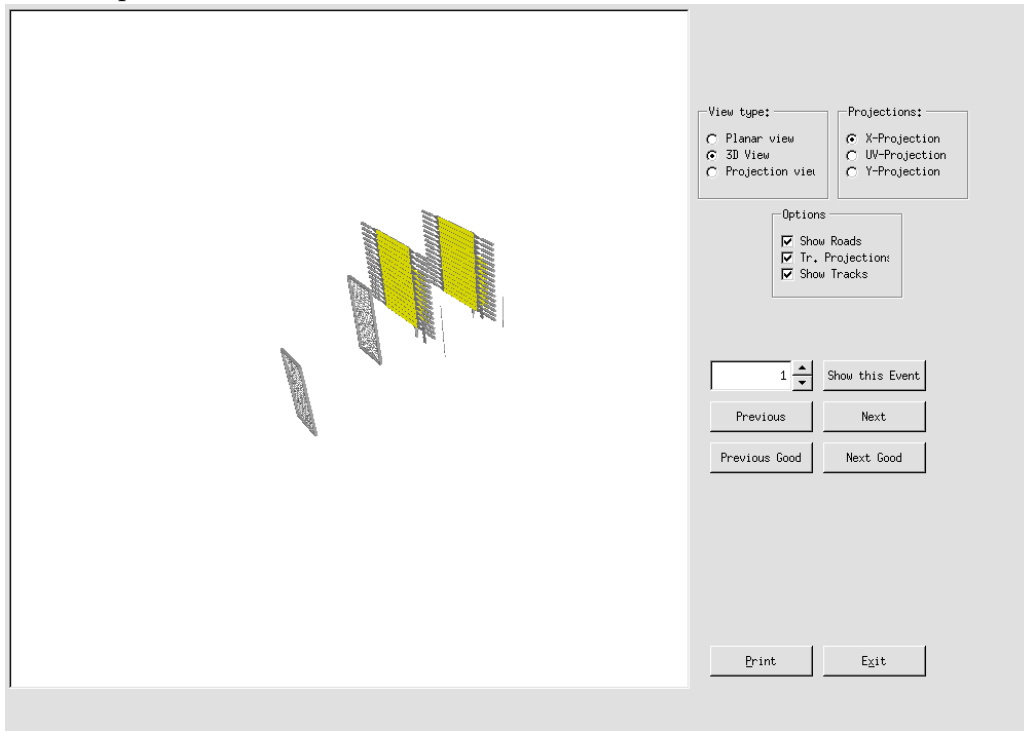 View type:
Planar view
3D View
Projection view
Projections:
X-Projection
UV-Projection
Y-Projection
Options
Show Roads
Tr. Projections
Show Tracks
1
Show this Event
Previous
Next
Previous Good
Next Good
Print
Exit